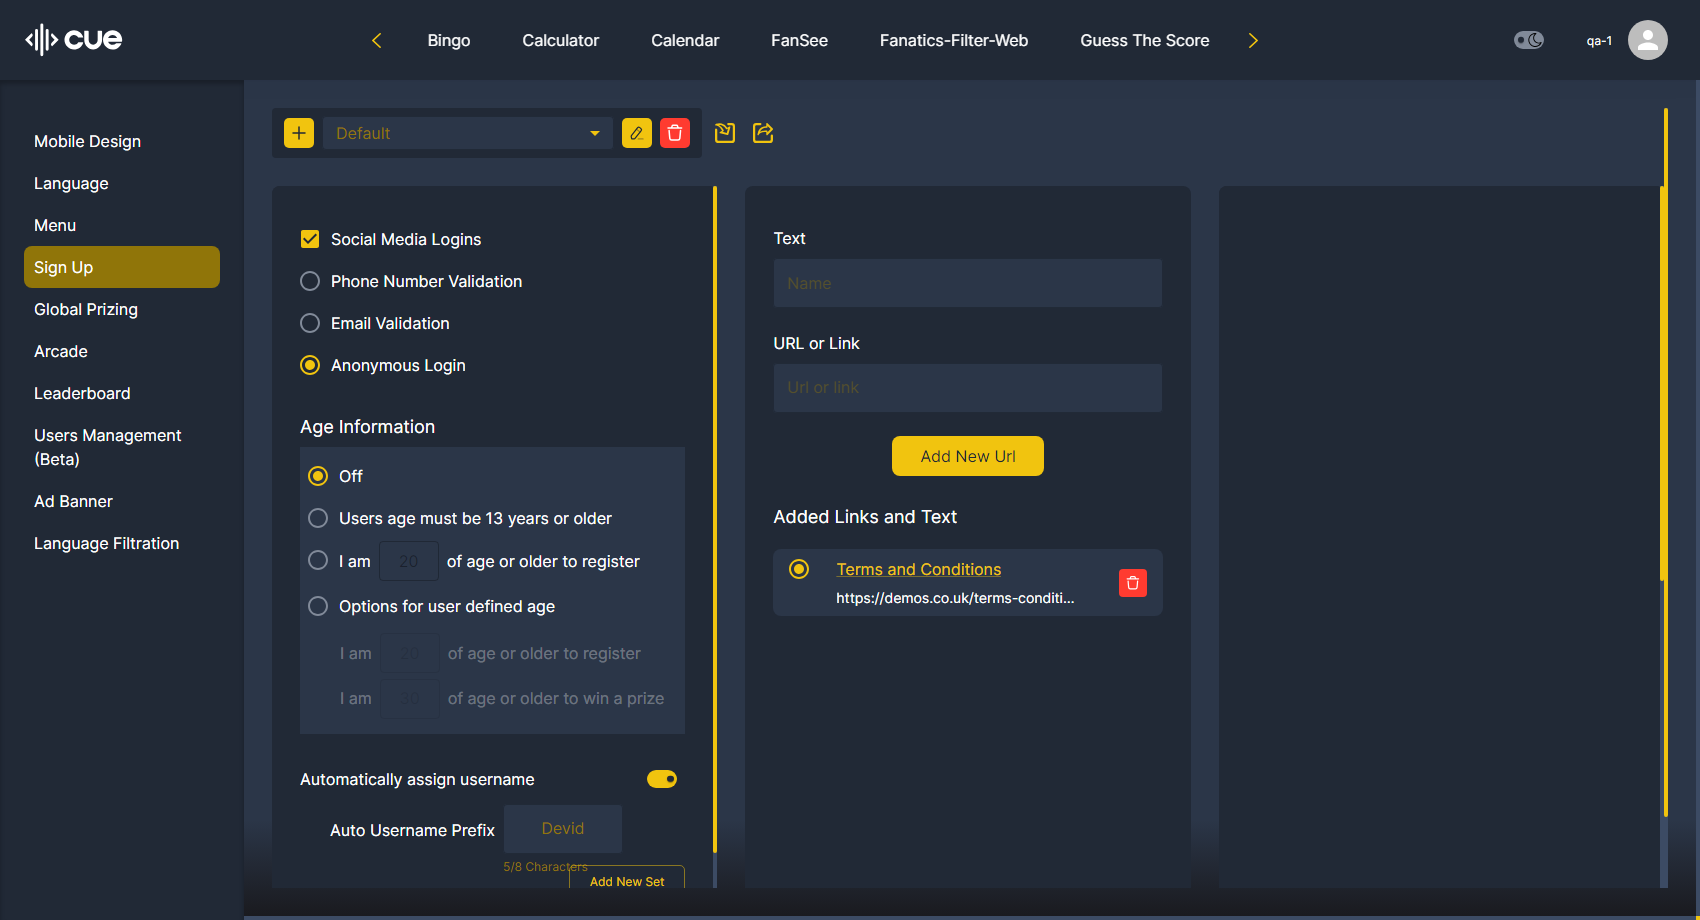 cue
Bingo
Calculator
Calendar
FanSee
Fanatics-Filter-Web
Guess The Score
qa-1
Mobile Design
Language
Menu
Sign Up
Global Prizing
Arcade
Leaderboard
Users Management
(Beta)
Ad Banner
Language Filtration
Default
Social Media Logins
Phone Number Validation
Email Validation
Anonymous Login
Age Information
Off
Users age must be 13 years or older
I am 20 of age or older to register
Options for user defined age
I am 20 of age or older to register
I am 30 of age or older to win a prize
Automatically assign username
Auto Username Prefix Devid
5/8 Characters
Add New Set
Text
Name
URL or Link
Url or link
Add New Url
Added Links and Text
Terms and Conditions
https://demos.co.uk/terms-conditi...